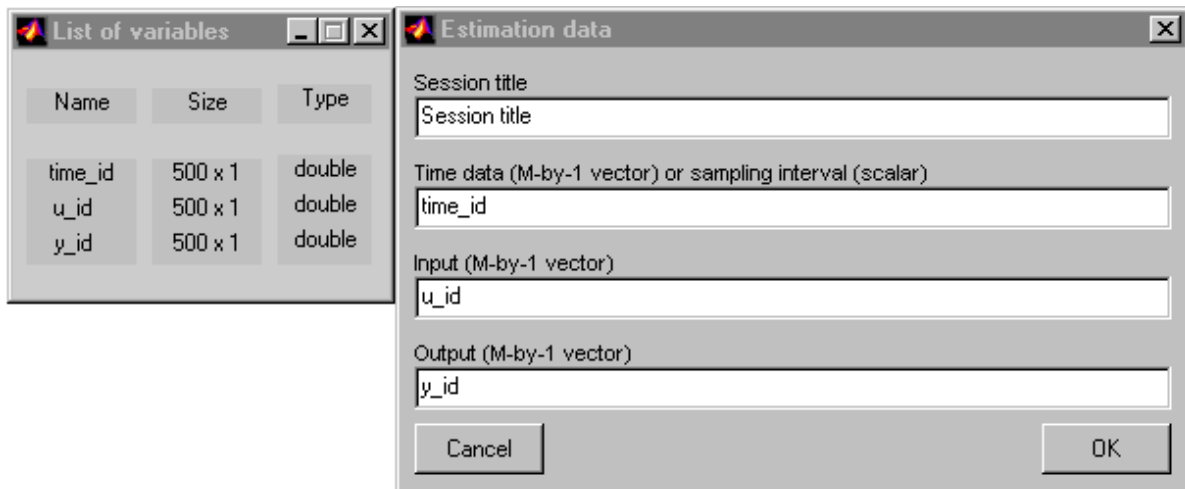 List of variables
Name Size Type
time_id 500 x 1 double
u_id 500 x 1 double
y_id 500 x 1 double
Estimation data
Session title
Session title
Time data (M-by-1 vector) or sampling interval (scalar)
time_id
Input (M-by-1 vector)
u_id
Output (M-by-1 vector)
y_id
Cancel OK